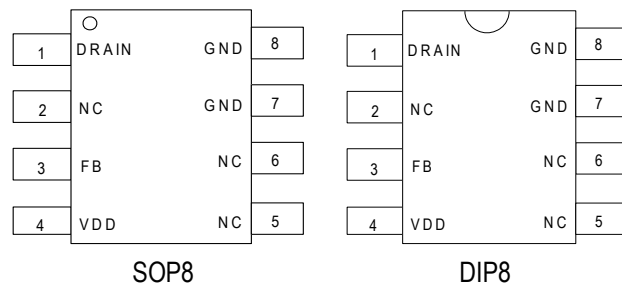 1 DRAIN GND 8
2 NC GND 7
3 FB NC 6
4 VDD NC 5
SOP8
1 DRAIN GND 8
2 NC GND 7
3 FB NC 6
4 VDD NC 5
DIP8